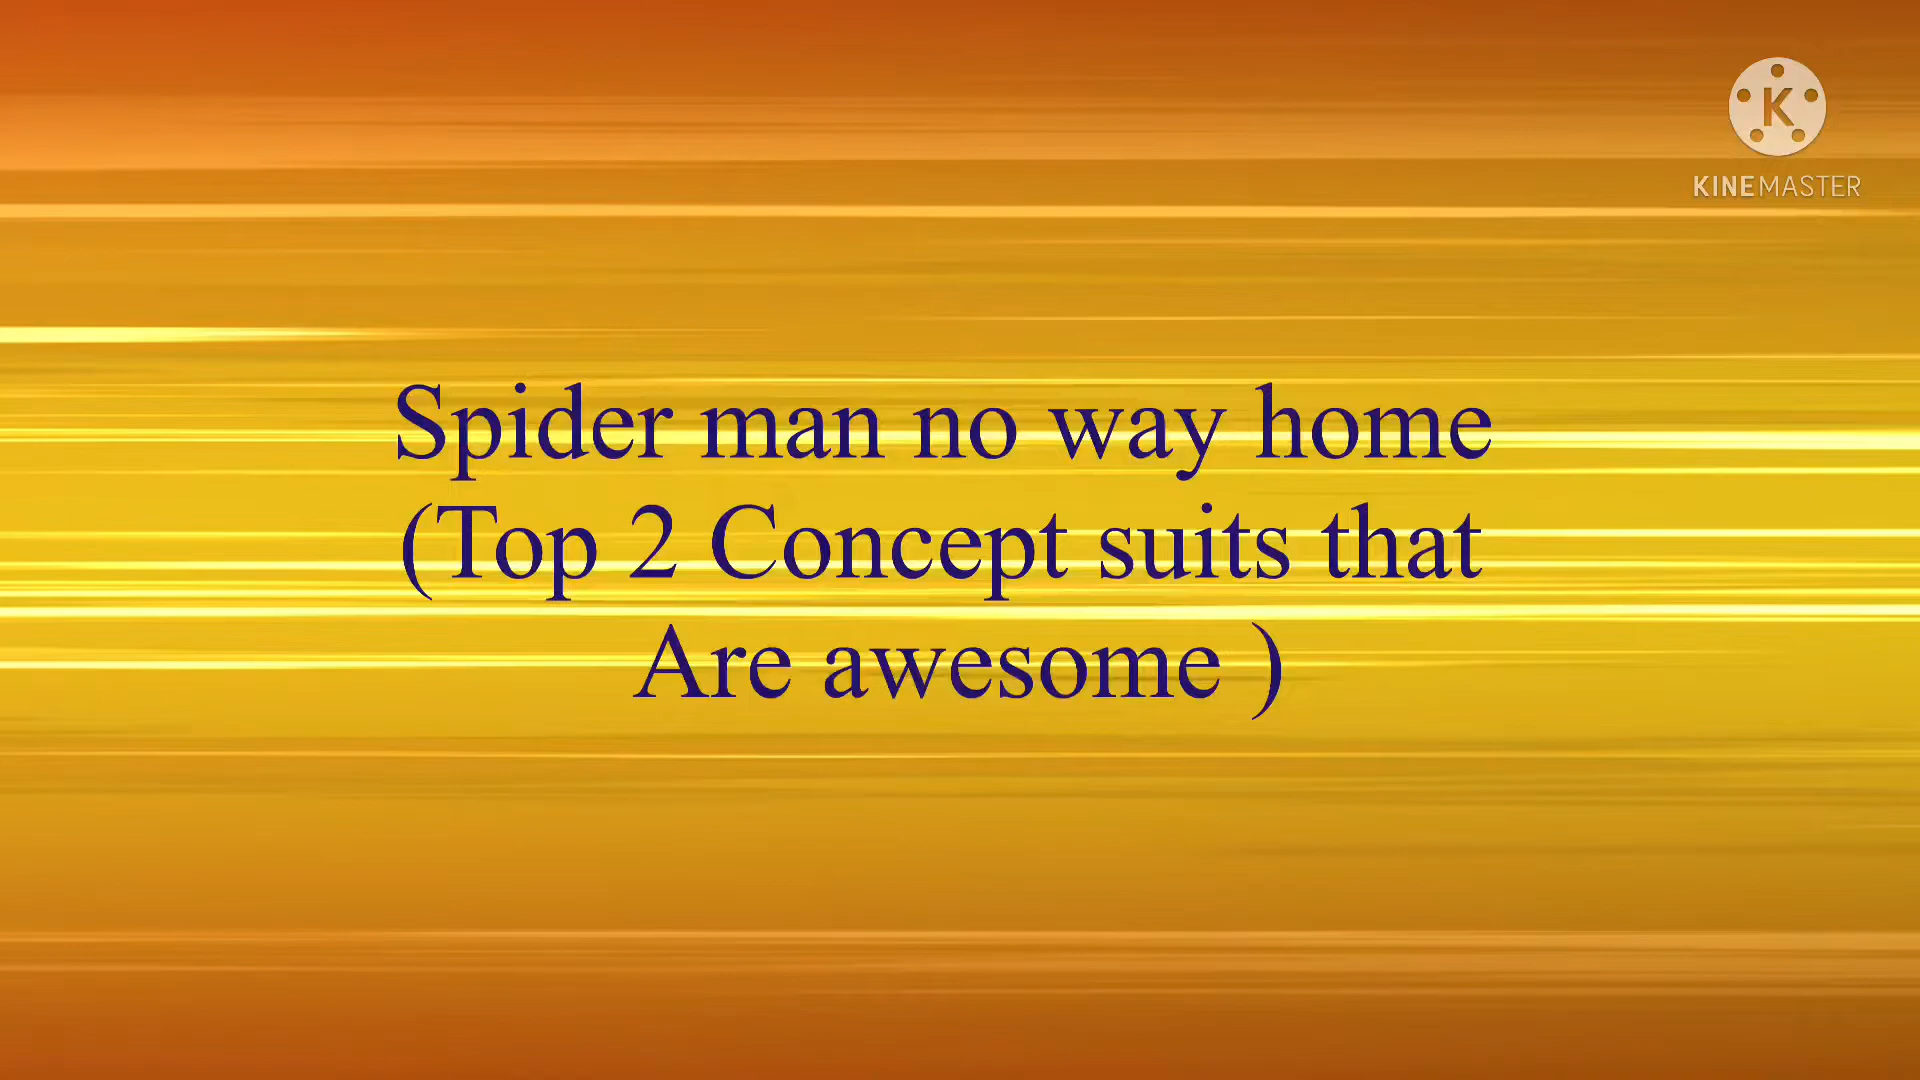 K
KINEMASTER
Spider man no way home
(Top 2 Concept suits that
Are awesome )